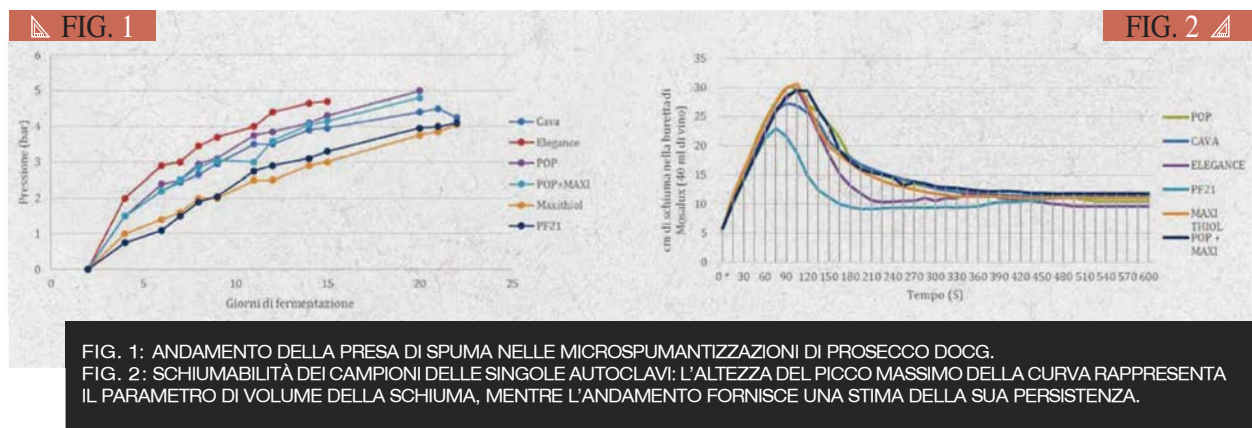 FIG. 1
FIG. 2
6
5
4
3
2
1
0
Pressione (bar)
0
5
10
15
20
25
Giorni di fermentazione
Cava
Elegance
POP
POP+MAXI
Maxithiol
PF21
35
30
25
20
15
10
5
0
cm di schiuma nella buretta di
Mosalux (40 ml di vino)
0 " 30 60 90 120 150 180 210 240 270 300 330 360 390 420 450 480 510 540 570 600
Tempo (S)
POP
CAVA
ELEGANCE
PF21
MAXI
THIOL
POP +
MAXI
FIG. 1: ANDAMENTO DELLA PRESA DI SPUMA NELLE MICROSPUMANTIZZAZIONI DI PROSECCO DOCG.
FIG. 2: SCHIUMABILITÀ DEI CAMPIONI DELLE SINGOLE AUTOCLAVI: L'ALTEZZA DEL PICCO MASSIMO DELLA CURVA RAPPRESENTA
IL PARAMETRO DI VOLUME DELLA SCHIUMA, MENTRE L'ANDAMENTO FORNISCE UNA STIMA DELLA SUA PERSISTENZA.